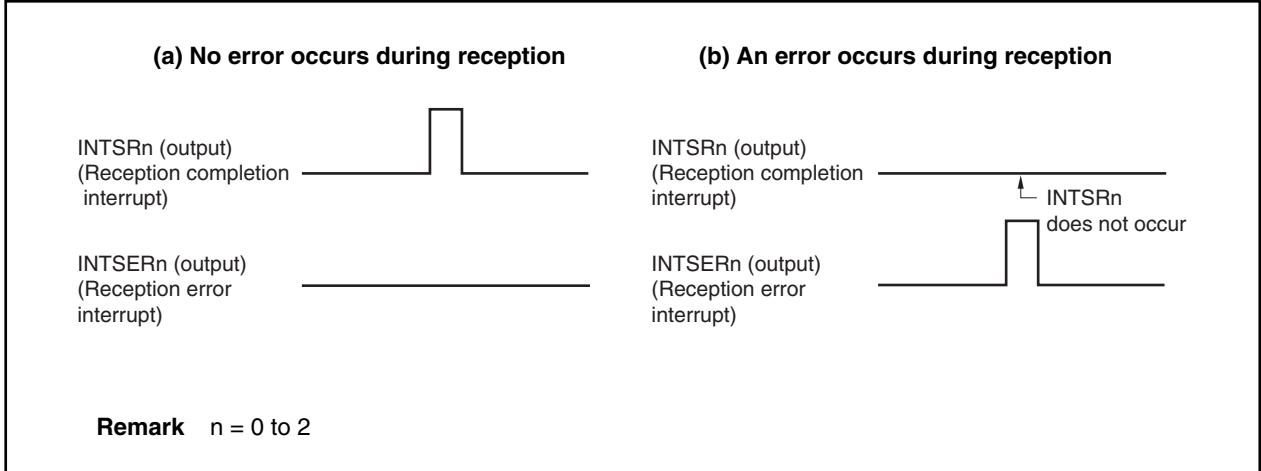 (a) No error occurs during reception
INTSRn (output)
(Reception completion
interrupt)
INTSERn (output)
(Reception error
interrupt)
(b) An error occurs during reception
INTSRn (output)
(Reception completion
interrupt)
INTSRn
does not occur
INTSERn (output)
(Reception error
interrupt)
Remark n = 0 to 2